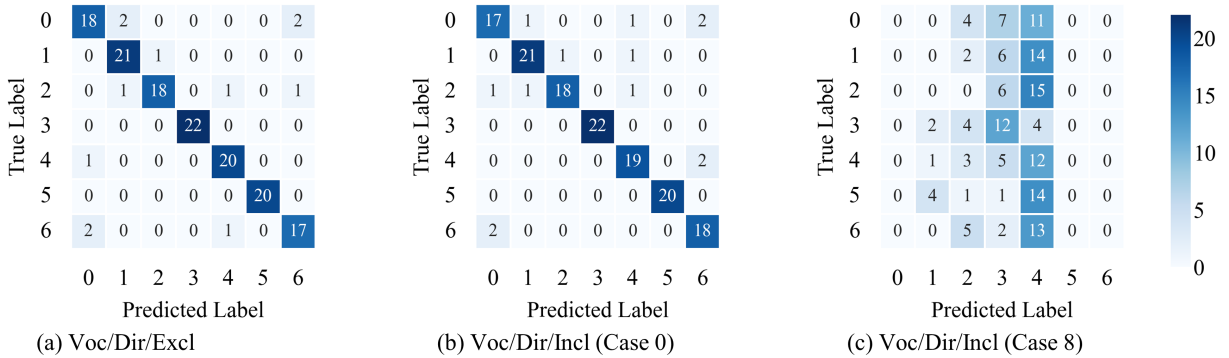 0 18 2 0 0 0 0 2
1 0 21 1 0 0 0 0
2 0 1 18 0 1 0 1
3 0 0 0 22 0 0 0
4 1 0 0 0 20 0 0
5 0 0 0 0 0 20 0
6 2 0 0 0 1 0 17
0 1 2 3 4 5 6
True Label
Predicted Label
(a) Voc/Dir/Excl
0 17 1 0 0 1 0 2
1 0 21 1 0 1 0 0
2 1 1 18 0 1 0 0
3 0 0 0 22 0 0 0
4 0 0 0 0 19 0 2
5 0 0 0 0 0 20 0
6 2 0 0 0 0 0 18
0 1 2 3 4 5 6
True Label
Predicted Label
(b) Voc/Dir/Incl (Case 0)
0 0 0 4 7 11 0 0
1 0 0 2 6 14 0 0
2 0 0 0 6 15 0 0
3 0 2 4 12 4 0 0
4 0 1 3 5 12 0 0
5 0 4 1 1 14 0 0
6 0 0 5 2 13 0 0
0 1 2 3 4 5 6
True Label
Predicted Label
(c) Voc/Dir/Incl (Case 8)
20
15
10
5
0